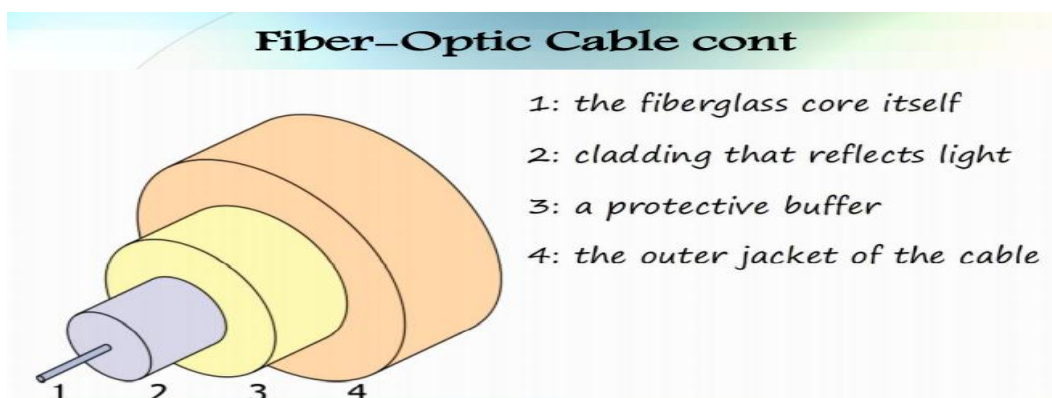 Fiber-Optic Cable cont
1: the fiberglass core itself
2: cladding that reflects light
3: a protective buffer
4: the outer jacket of the cable
1 2 3 4